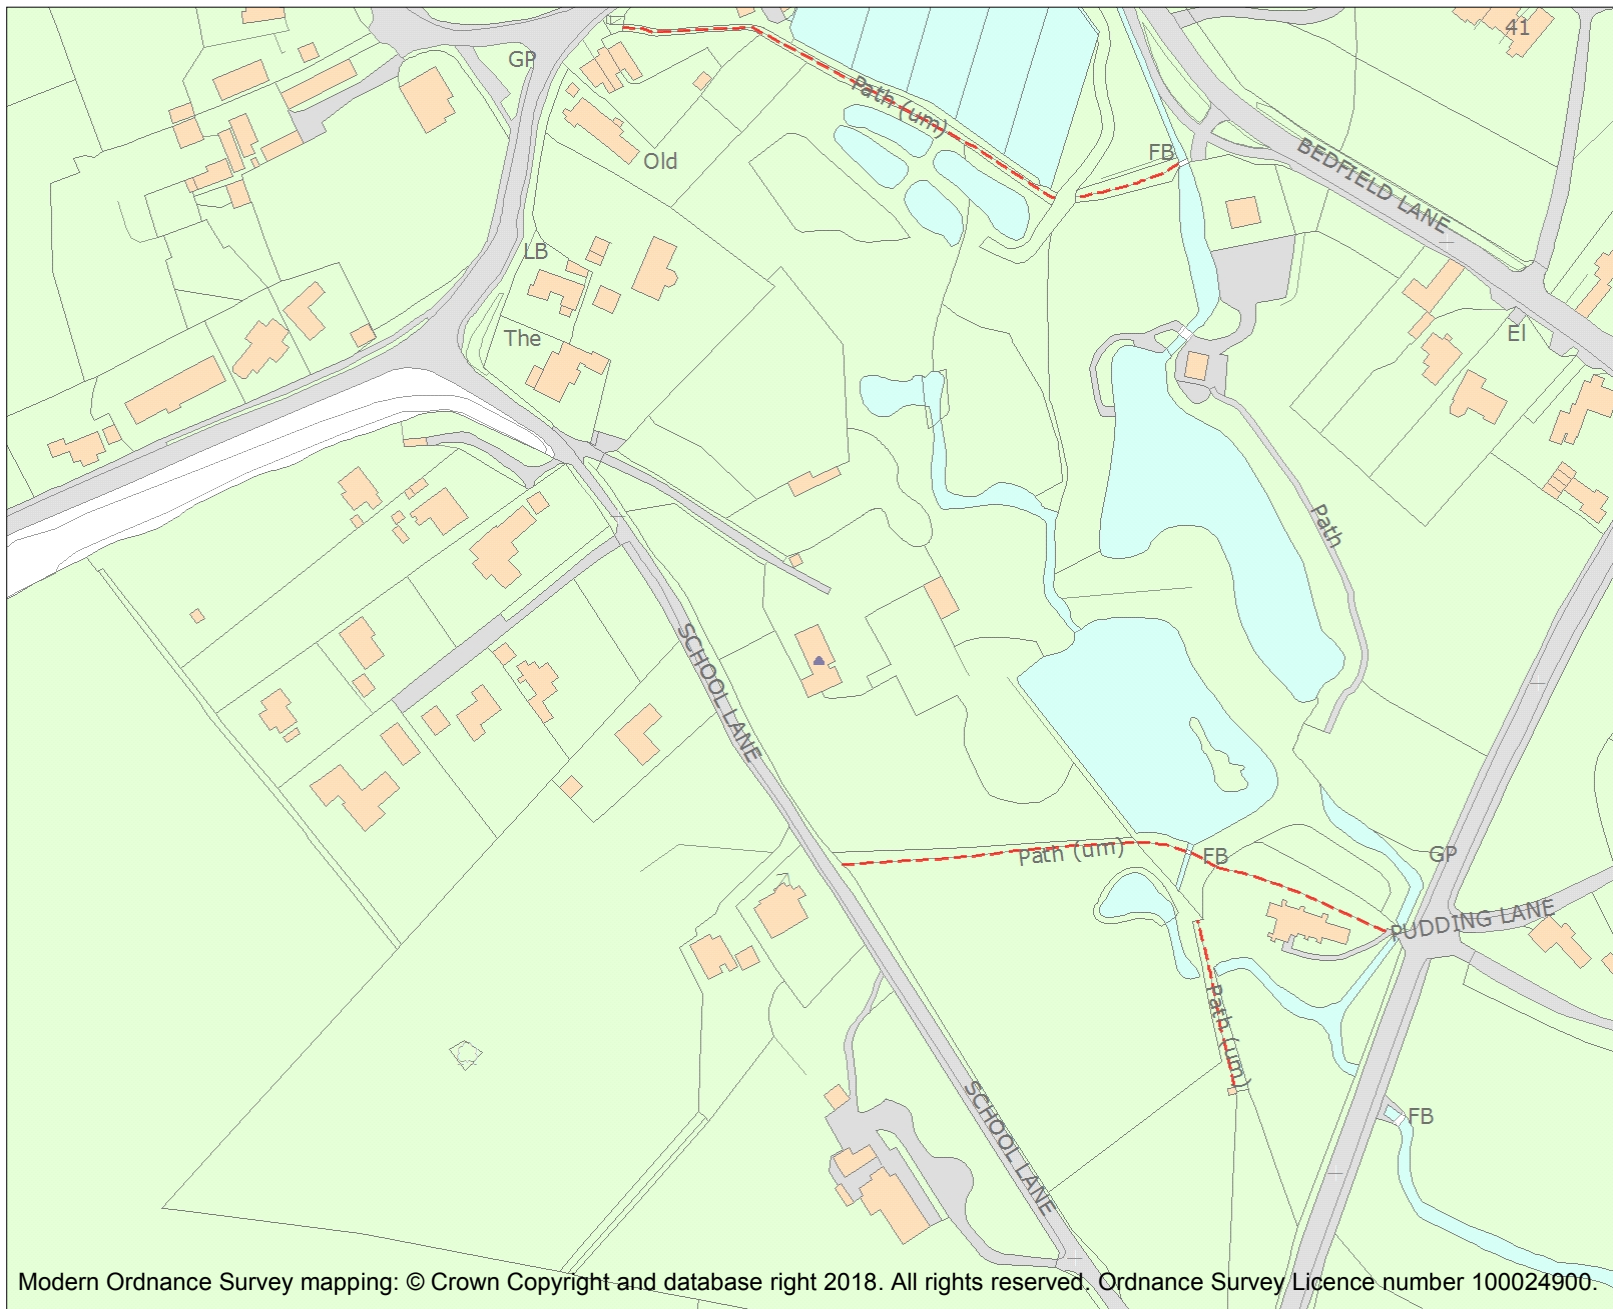 41
GP
Path (um)
Old
FB
BEDFIELD LANE
LB
The
El
Path
SCHOOL LANE
Path (um)
FB
GP
PUDDING LANE
Path (um)
SCHOOL LANE
FB
Modern Ordnance Survey mapping: © Crown Copyright and database right 2018. All rights reserved. Ordnance Survey Licence number 100024900.